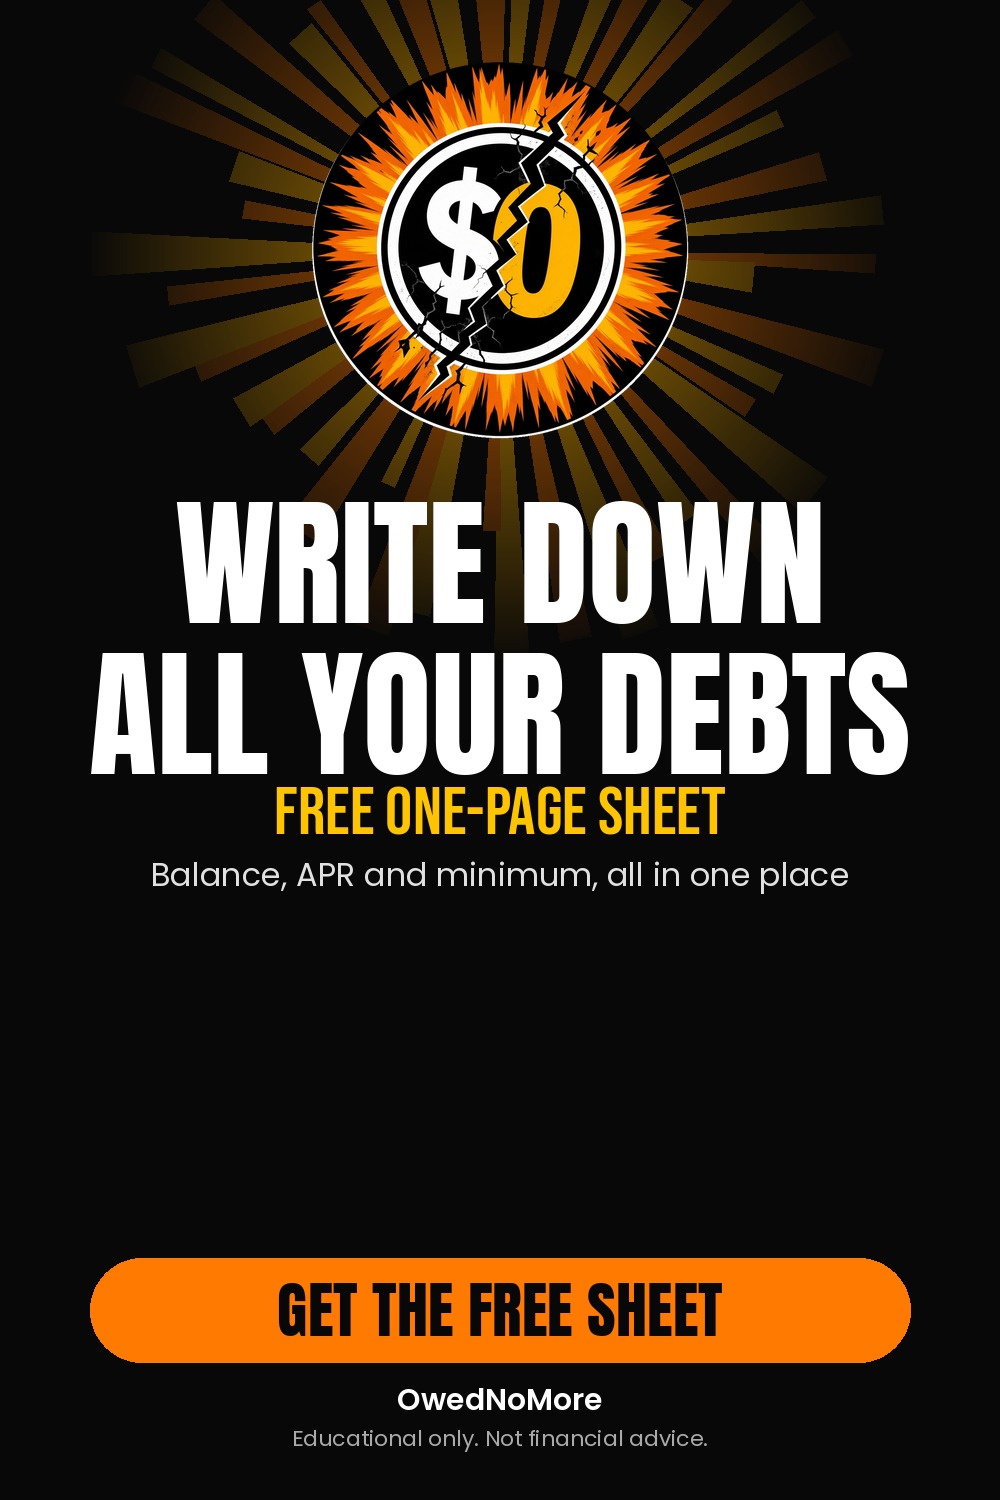 $0
WRITE DOWN
ALL YOUR DEBTS
FREE ONE-PAGE SHEET
Balance, APR and minimum, all in one place
GET THE FREE SHEET
OwedNoMore
Educational only. Not financial advice.